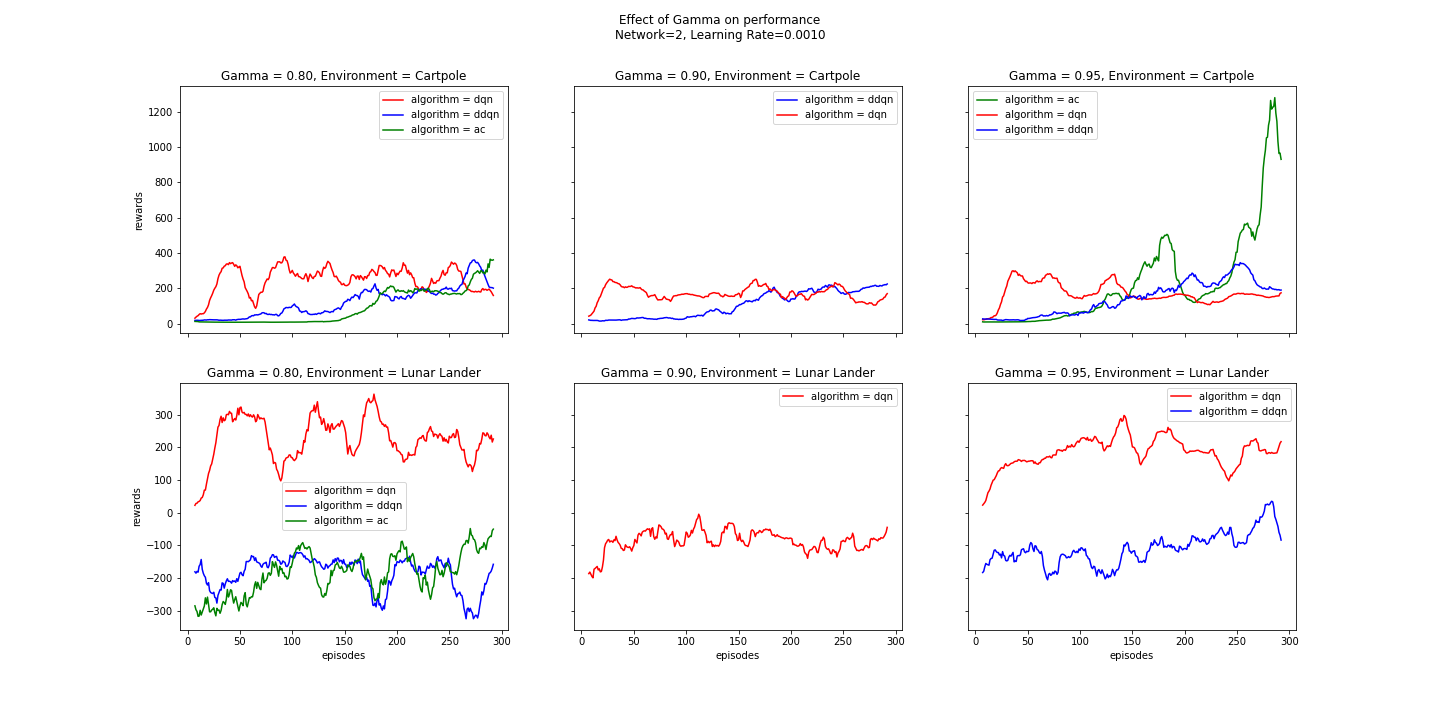 Effect of Gamma on performance
Network=2, Learning Rate=0.0010
Gamma = 0.80, Environment = Cartpole
algorithm = dqn
algorithm = ddqn
algorithm = ac
rewards
1200
1000
800
600
400
200
0
Gamma = 0.90, Environment = Cartpole
algorithm = ddqn
algorithm = dqn
Gamma = 0.95, Environment = Cartpole
algorithm = ac
algorithm = dqn
algorithm = ddqn
Gamma = 0.80, Environment = Lunar Lander
algorithm = dqn
algorithm = ddqn
algorithm = ac
rewards
300
200
100
0
−100
−200
−300
0 50 100 150 200 250 300
episodes
Gamma = 0.90, Environment = Lunar Lander
algorithm = dqn
0 50 100 150 200 250 300
episodes
Gamma = 0.95, Environment = Lunar Lander
algorithm = dqn
algorithm = ddqn
0 50 100 150 200 250 300
episodes